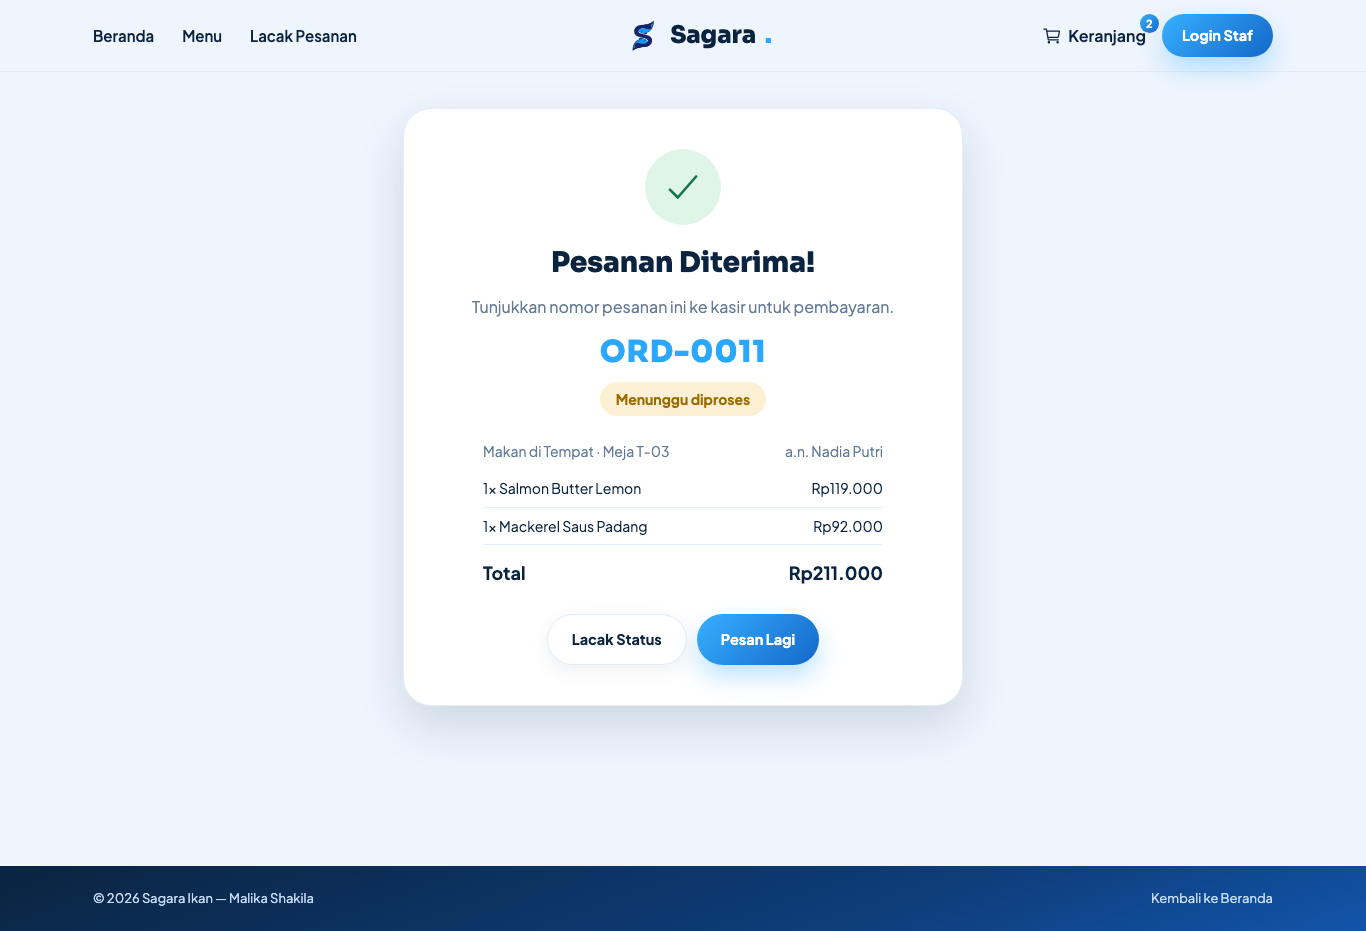 Beranda Menu Lacak Pesanan Sagara . Keranjang 2 Login Staf
Pesanan Diterima!
Tunjukkan nomor pesanan ini ke kasir untuk pembayaran.
ORD-0011
Menunggu diproses
Makan di Tempat · Meja T-03 a.n. Nadia Putri
1× Salmon Butter Lemon Rp119.000
1× Mackerel Saus Padang Rp92.000
Total Rp211.000
Lacak Status Pesan Lagi
© 2026 Sagara Ikan — Malika Shakila Kembali ke Beranda